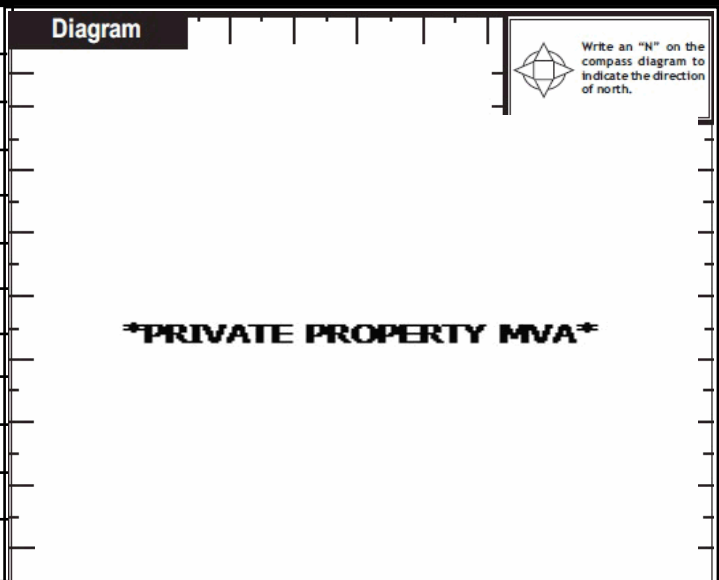 Diagram
Write an “N” on the
compass diagram to
indicate the direction
of north.
*PRIVATE PROPERTY MVA*